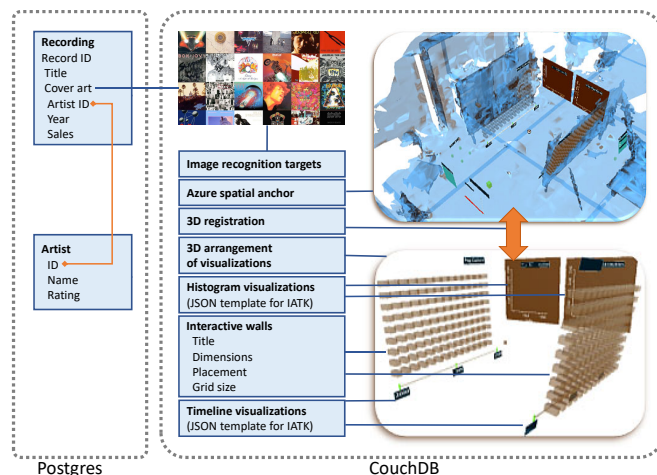 Recording
Record ID
Title
Cover art
Artist ID
Year
Sales
Artist
ID
Name
Rating
Postgres
Image recognition targets
Azure spatial anchor
3D registration
3D arrangement
of visualizations
Histogram visualizations
(JSON template for IATK)
Interactive walls
Title
Dimensions
Placement
Grid size
Timeline visualizations
(JSON template for IATK)
CouchDB